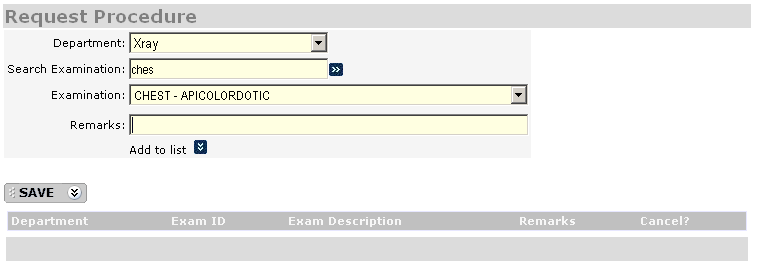 Request Procedure
Department: Xray
Search Examination: ches
Examination: CHEST - APICOLORDOTIC
Remarks:
Add to list
SAVE
Department Exam ID Exam Description Remarks Cancel?